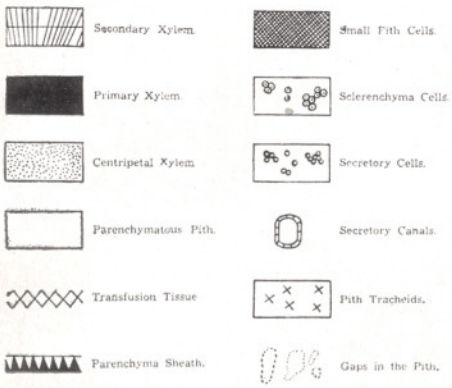 Secondary Xylem.
Small Pith Cells.
Primary Xylem.
Sclerenchyma Cells.
Centripetal Xylem
Secretory Cells.
Parenchymatous Pith.
Secretory Canals.
Transfusion Tissue
Pith Tracheids.
Parenchyma Sheath.
Gaps in the Pith.